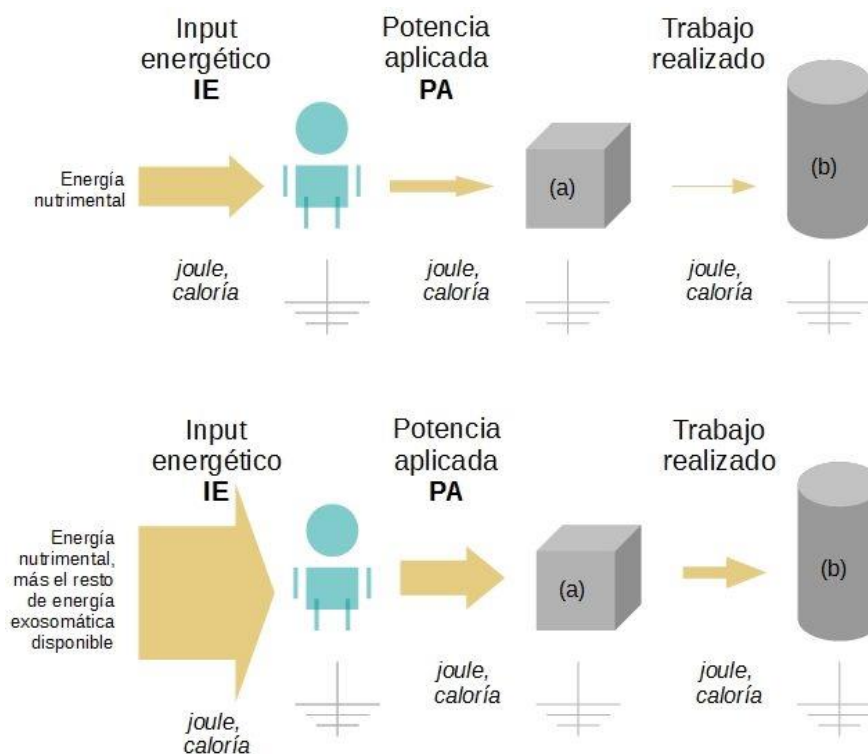 Input
energético
IE
Potencia
aplicada
PA
Trabajo
realizado
Energía
nutrimental
(a)
(b)
joule,
caloría
joule,
caloría
joule,
caloría
Input
energético
IE
Potencia
aplicada
PA
Trabajo
realizado
Energía
nutrimental,
más el resto
de energía
exosomática
disponible
(a)
(b)
joule,
caloría
joule,
caloría
joule,
caloría